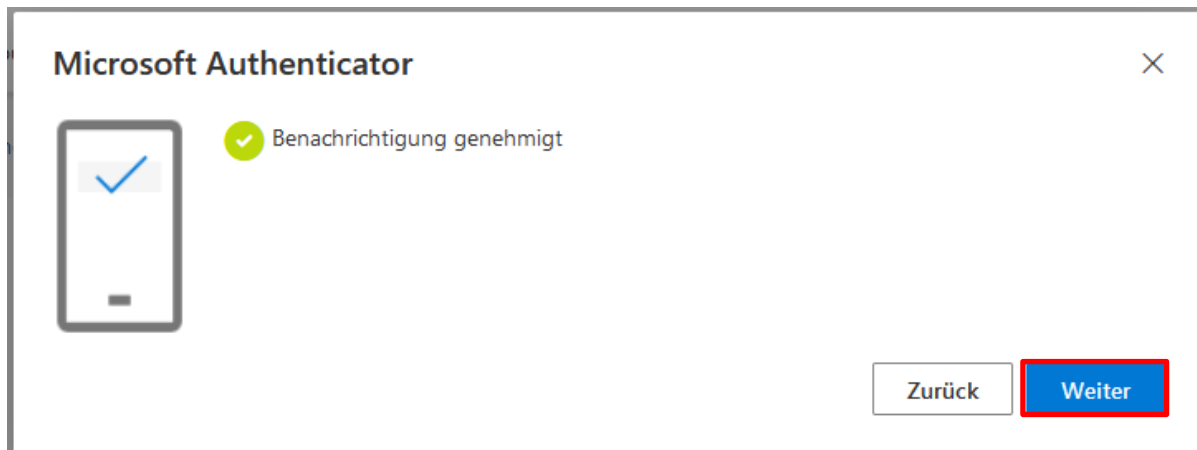 Microsoft Authenticator
Benachrichtigung genehmigt
Zurück
Weiter